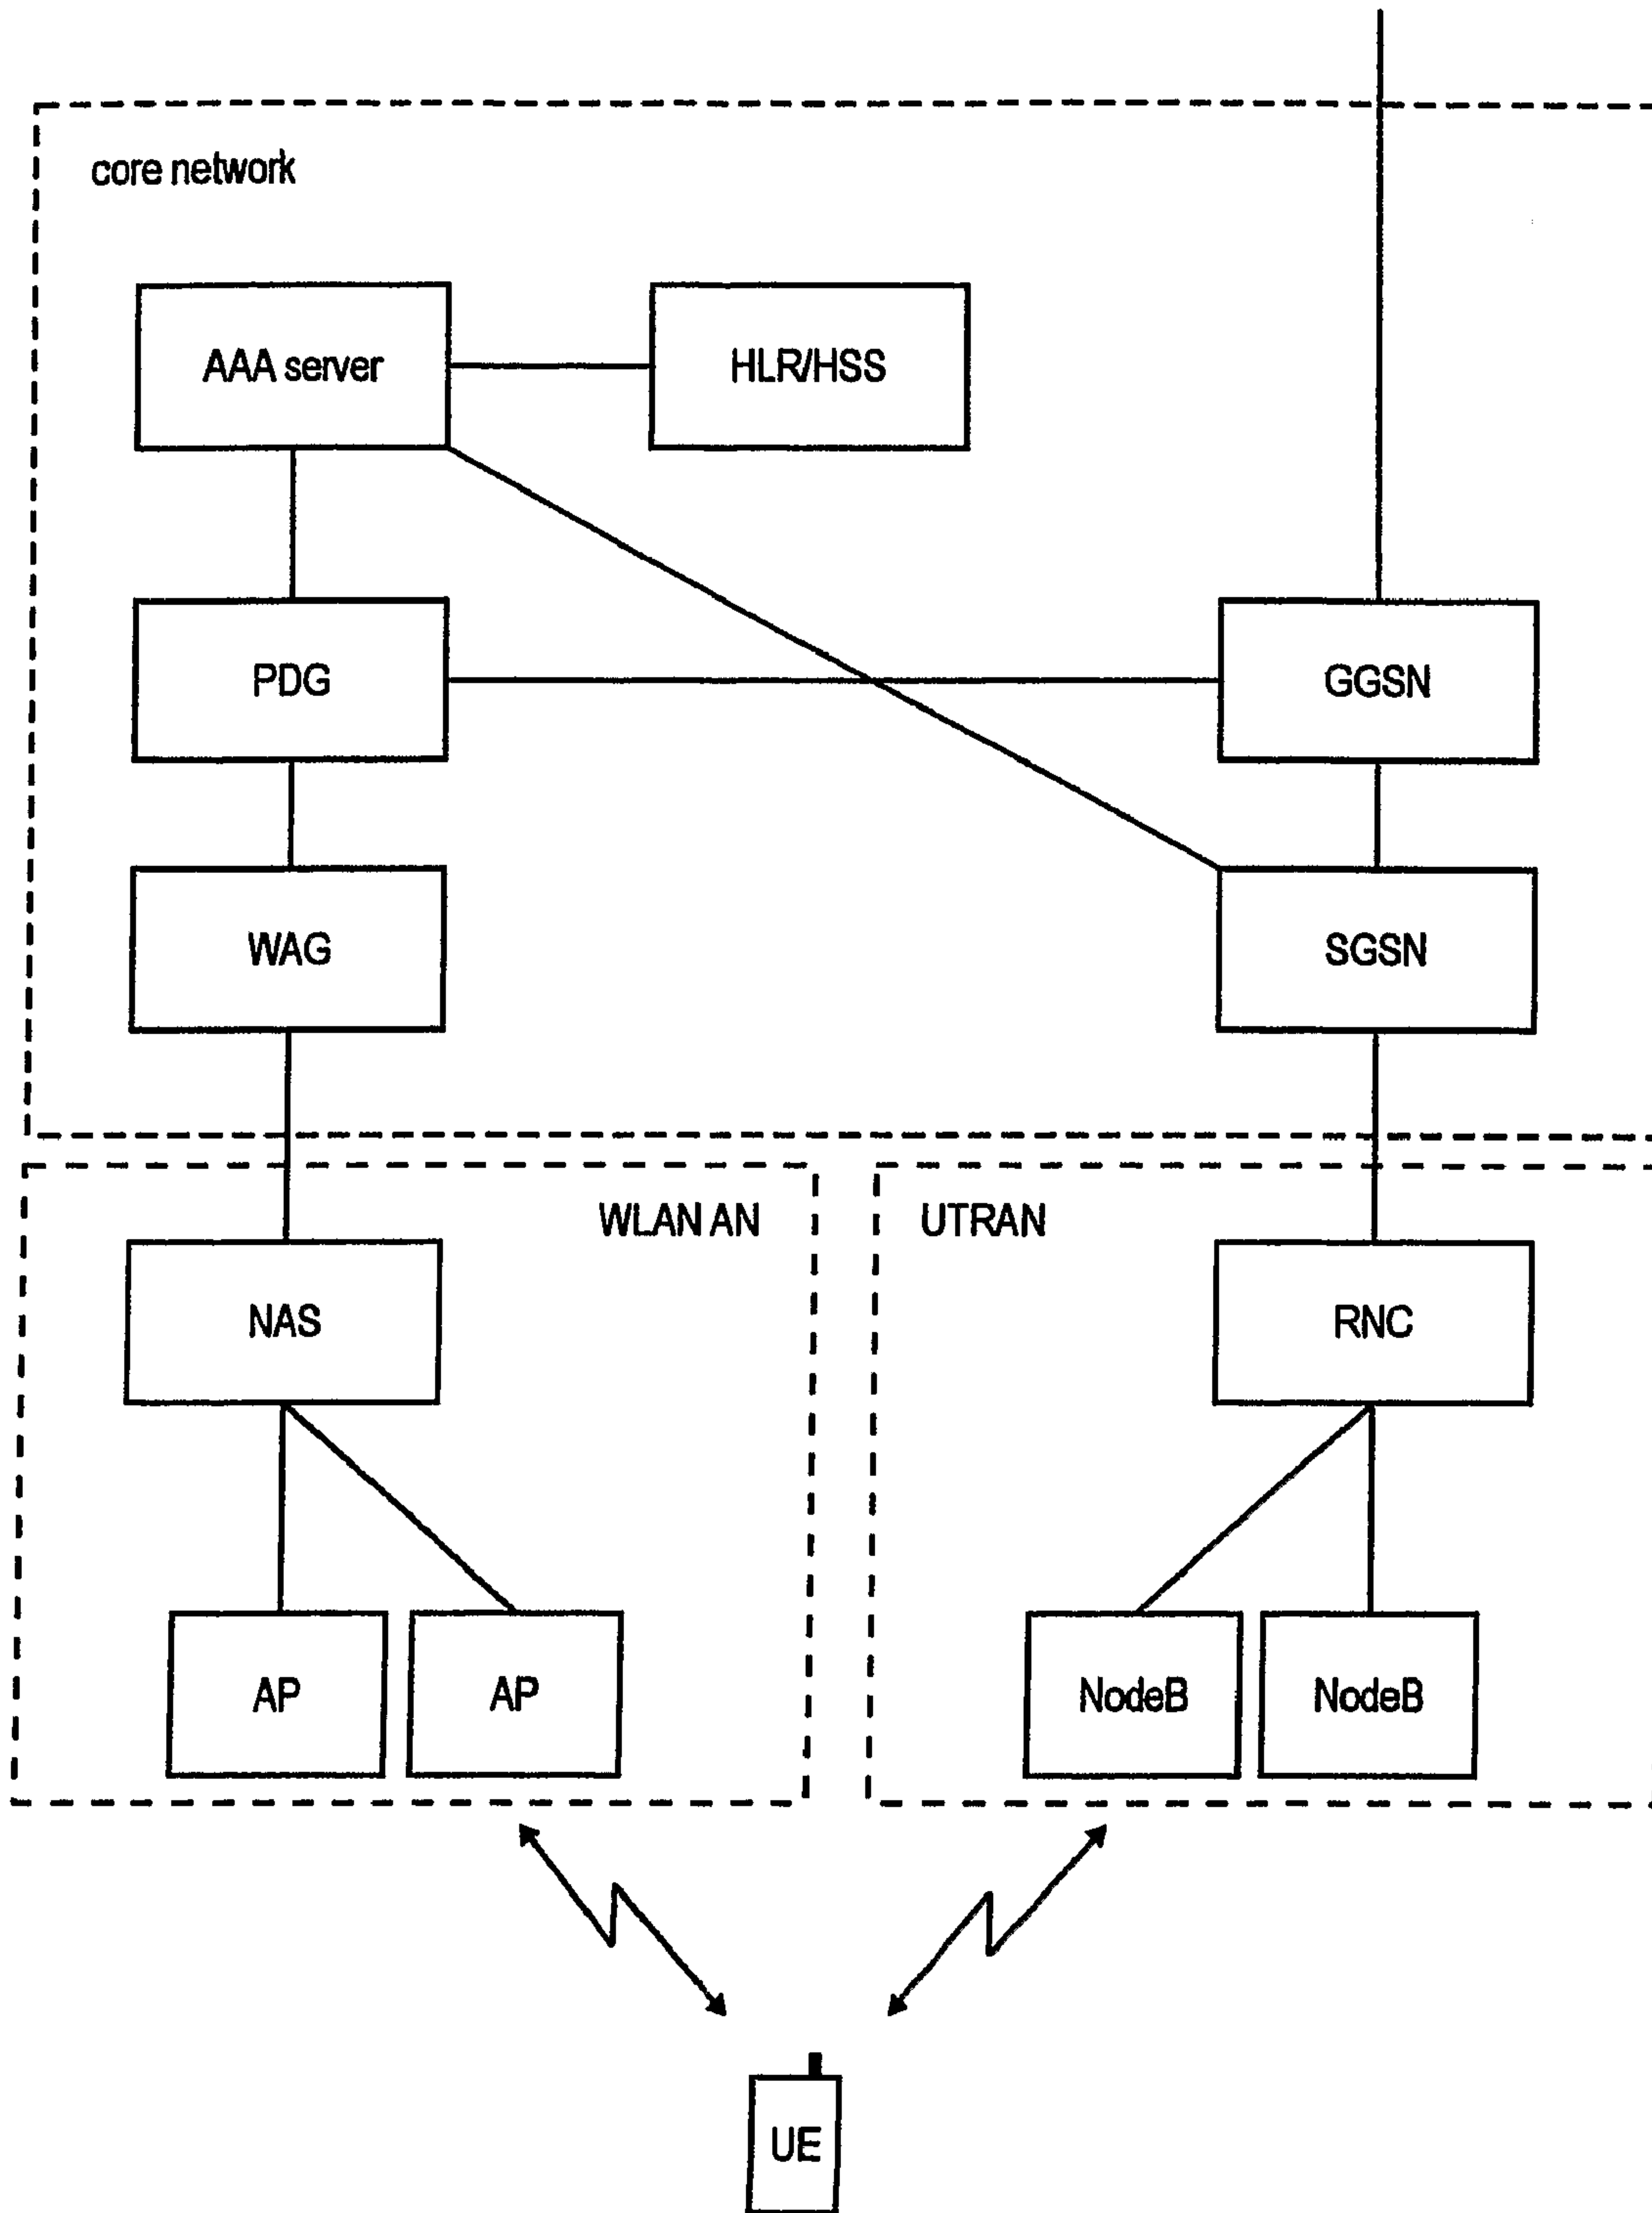 core network
AAA server
HLR/HSS
PDG
GGSN
WAG
SGSN
WLAN AN
UTRAN
NAS
RNC
AP
AP
NodeB
NodeB
UE